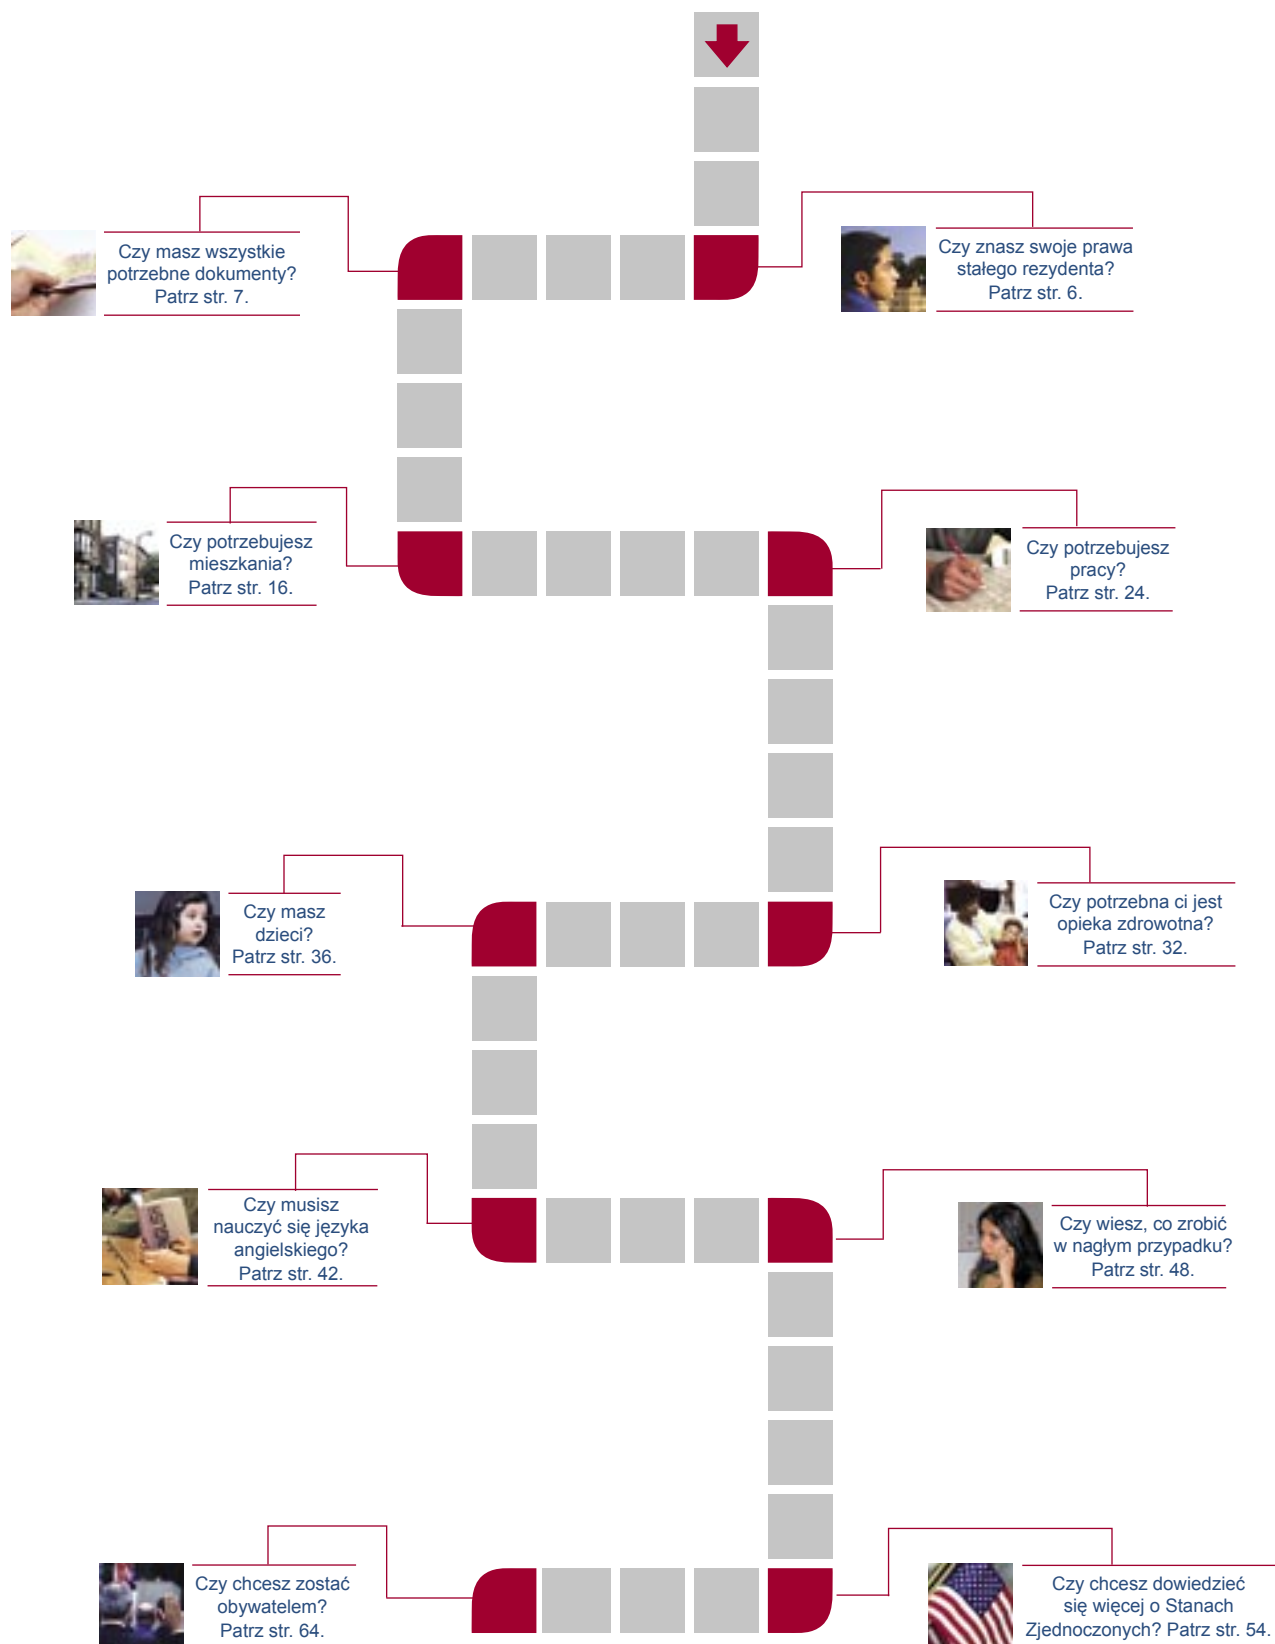 Czy masz wszystkie
potrzebne dokumenty?
Patrz str. 7.
Czy znasz swoje prawa
stałego rezydenta?
Patrz str. 6.
Czy potrzebujesz
mieszkania?
Patrz str. 16.
Czy potrzebujesz
pracy?
Patrz str. 24.
Czy masz
dzieci?
Patrz str. 36.
Czy potrzebna ci jest
opieka zdrowotna?
Patrz str. 32.
Czy musisz
nauczyć się języka
angielskiego?
Patrz str. 42.
Czy wiesz, co zrobić
w nagłym przypadku?
Patrz str. 48.
Czy chcesz zostać
obywatelem?
Patrz str. 64.
Czy chcesz dowiedzieć
się więcej o Stanach
Zjednoczonych? Patrz str. 54.